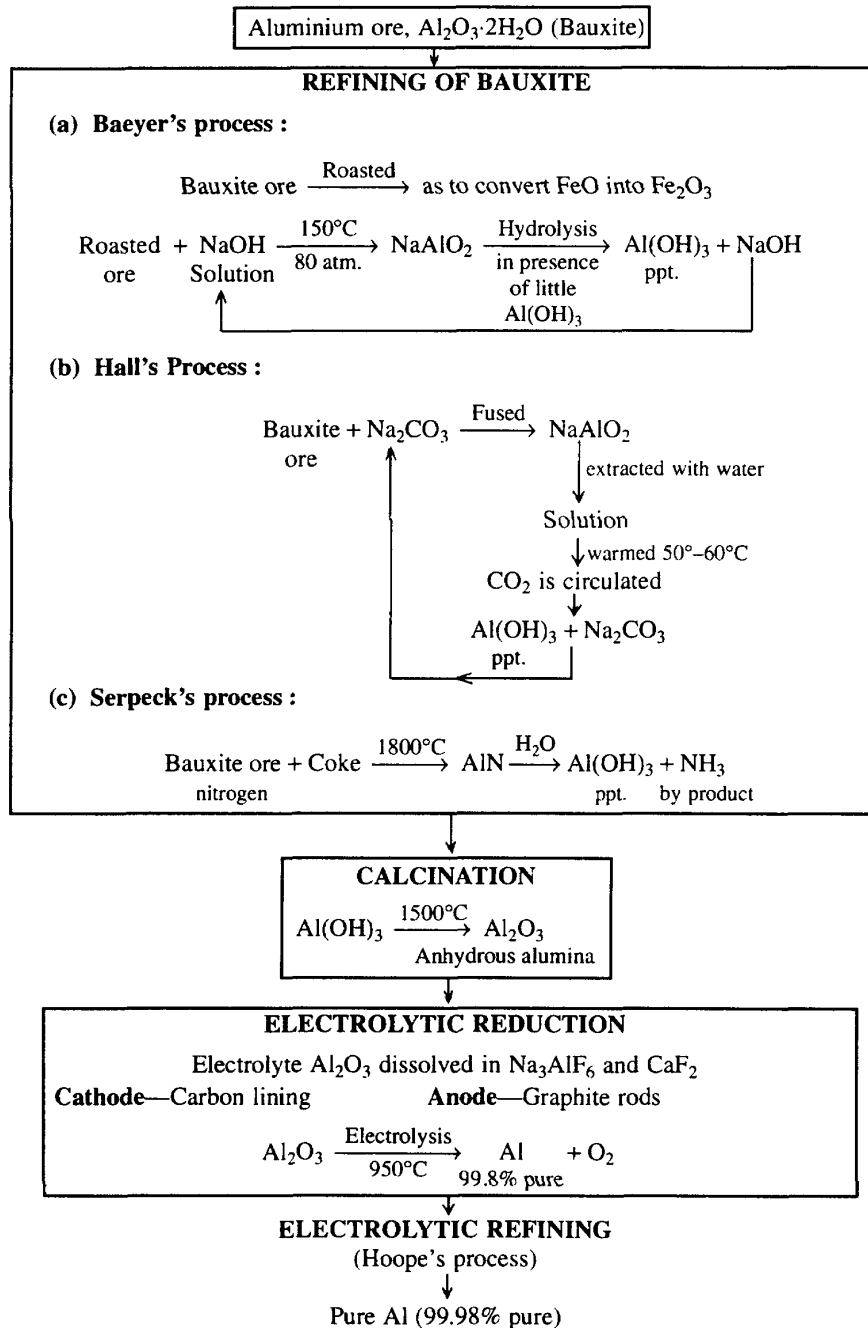 Aluminium ore, Al₂O₃·2H₂O (Bauxite)
REFINING OF BAUXITE
(a) Baeyer's process :
Bauxite ore Roasted as to convert FeO into Fe₂O₃
Roasted + NaOH 150°C NaAlO₂ Hydrolysis Al(OH)₃ + NaOH
ore Solution 80 atm. in presence ppt.
of little
Al(OH)₃
(b) Hall's Process :
Bauxite + Na₂CO₃ Fused NaAlO₂
ore
extracted with water
Solution
warmed 50°–60°C
CO₂ is circulated
Al(OH)₃ + Na₂CO₃
ppt.
(c) Serpeck's process :
Bauxite ore + Coke 1800°C AlN H₂O Al(OH)₃ + NH₃
nitrogen ppt. by product
CALCINATION
Al(OH)₃ 1500°C Al₂O₃
Anhydrous alumina
ELECTROLYTIC REDUCTION
Electrolyte Al₂O₃ dissolved in Na₃AlF₆ and CaF₂
Cathode—Carbon lining Anode—Graphite rods
Al₂O₃ Electrolysis Al + O₂
950°C 99.8% pure
ELECTROLYTIC REFINING
(Hoope's process)
Pure Al (99.98% pure)